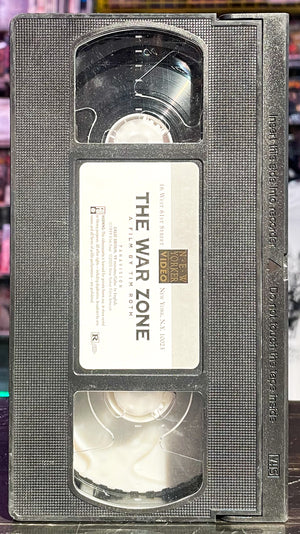 16 WEST 61ST STREET
NEW YORK, N.Y. 10023
NEW
YORKER
VIDEO
THE WAR ZONE
A FILM BY TIM ROTH
PANAVISION
R
Insert this side into recorder
Do not touch the tape inside
VHS